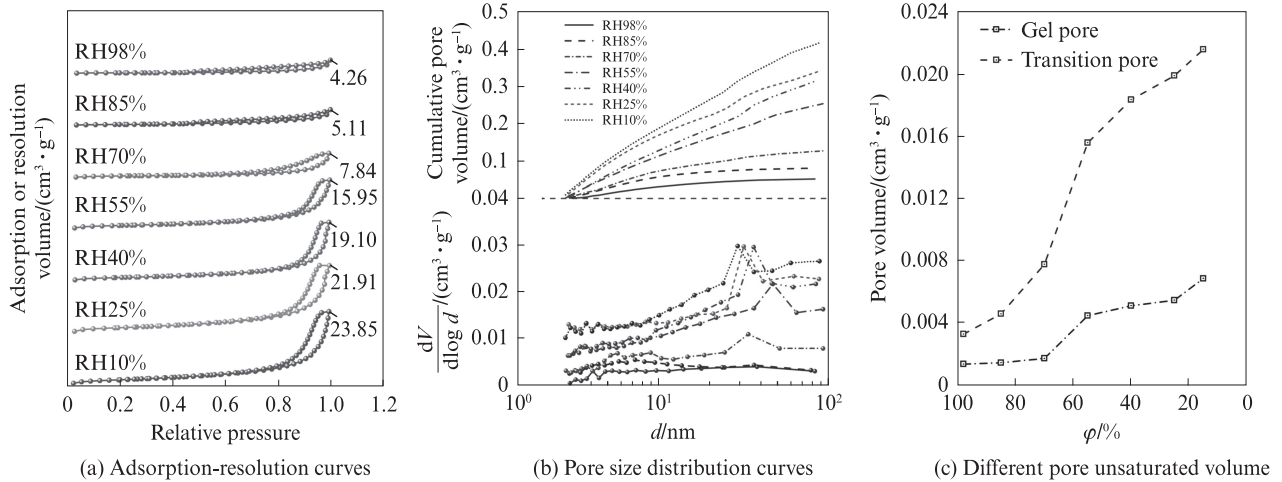 Adsorption or resolution
volume/(cm³ • g⁻¹)
RH98%
4.26
RH85%
5.11
RH70%
7.84
RH55%
15.95
RH40%
19.10
RH25%
21.91
RH10%
23.85
0 0.2 0.4 0.6 0.8 1.0 1.2
Relative pressure
(a) Adsorption-resolution curves
Cumulative pore
volume/(cm³ • g⁻¹)
0.5
0.4
0.3
0.2
0.1
0.04
0.03
0.02
0.01
0
RH98%
RH85%
RH70%
RH55%
RH40%
RH25%
RH10%
dV/dlog d /(cm³ • g⁻¹)
10⁰ 10¹ 10²
d/nm
(b) Pore size distribution curves
Pore volume/(cm³ • g⁻¹)
0.024
0.020
0.016
0.012
0.008
0.004
0
Gel pore
Transition pore
100 80 60 40 20 0
φ/%
(c) Different pore unsaturated volume